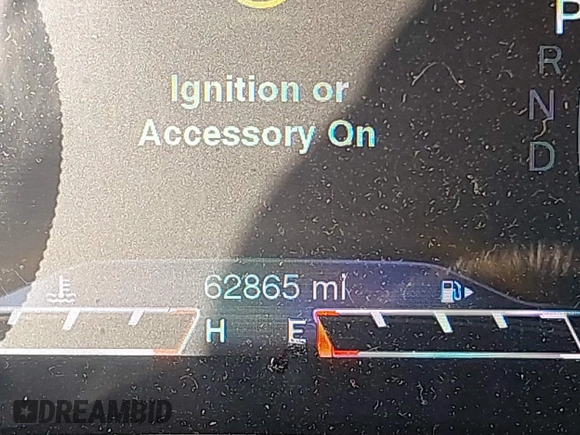 P
R
N
D
Ignition or
Accessory On
62865 mi
H E
DREAMBID